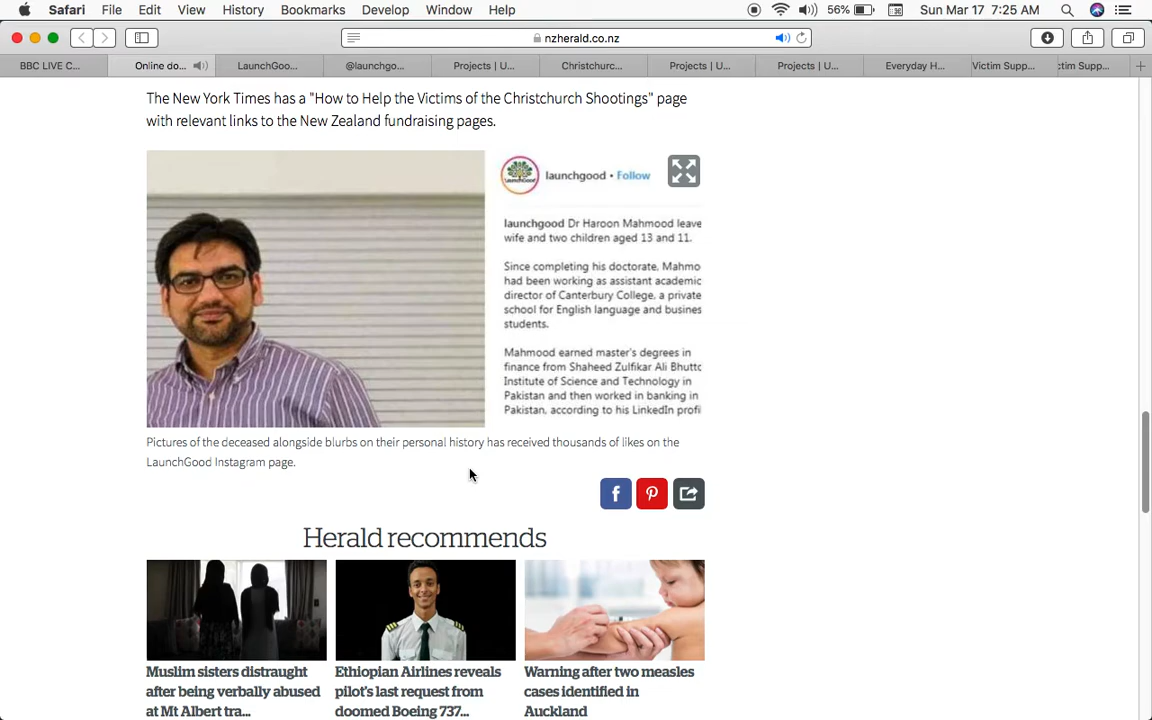 Safari File Edit View History Bookmarks Develop Window Help 56% Sun Mar 17 7:25 AM
nzherald.co.nz
BBC LIVE C... Online do... LaunchGoo... @launchgo... Projects | U... Christchurc... Projects | U... Projects | U... Everyday H... Victim Supp... ctim Supp...
The New York Times has a "How to Help the Victims of the Christchurch Shootings" page
with relevant links to the New Zealand fundraising pages.
launchgood • Follow
launchgood Dr Haroon Mahmood leave
wife and two children aged 13 and 11.
Since completing his doctorate, Mahmo
had been working as assistant academic
director of Canterbury College, a private
school for English language and busines
students.
Mahmood earned master's degrees in
finance from Shaheed Zulfikar Ali Bhutto
Institute of Science and Technology in
Pakistan and then worked in banking in
Pakistan, according to his LinkedIn profi
Pictures of the deceased alongside blurbs on their personal history has received thousands of likes on the
LaunchGood Instagram page.
Herald recommends
Muslim sisters distraught
after being verbally abused
at Mt Albert tra...
Ethiopian Airlines reveals
pilot's last request from
doomed Boeing 737...
Warning after two measles
cases identified in
Auckland